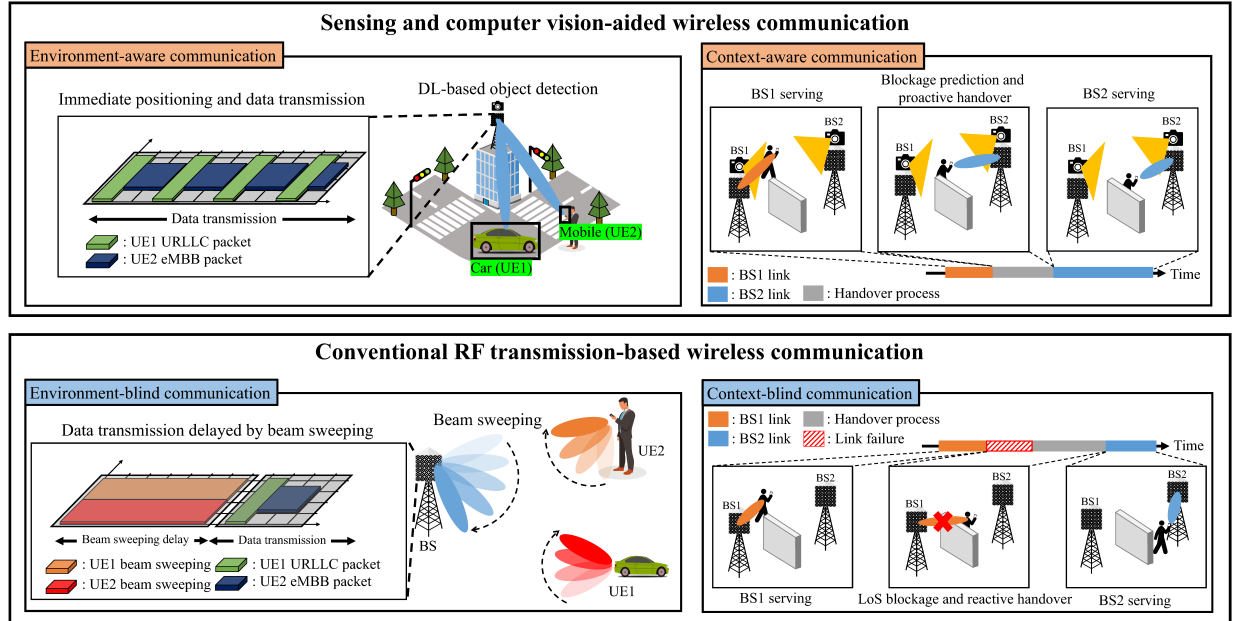 Sensing and computer vision-aided wireless communication
Environment-aware communication
Immediate positioning and data transmission
DL-based object detection
Data transmission
: UE1 URLLC packet
: UE2 eMBB packet
Mobile (UE2)
Car (UE1)
Context-aware communication
BS1 serving
Blockage prediction and
proactive handover
BS2 serving
BS1
BS2
BS1
BS2
BS1
BS2
Time
: BS1 link
: BS2 link
: Handover process
Conventional RF transmission-based wireless communication
Environment-blind communication
Data transmission delayed by beam sweeping
Beam sweeping
Beam sweeping delay
Data transmission
: UE1 beam sweeping
: UE1 URLLC packet
: UE2 beam sweeping
: UE2 eMBB packet
BS
UE2
UE1
Context-blind communication
: BS1 link
: Handover process
: BS2 link
: Link failure
Time
BS1
BS2
BS1
BS2
BS1
BS2
BS1 serving
LoS blockage and reactive handover
BS2 serving